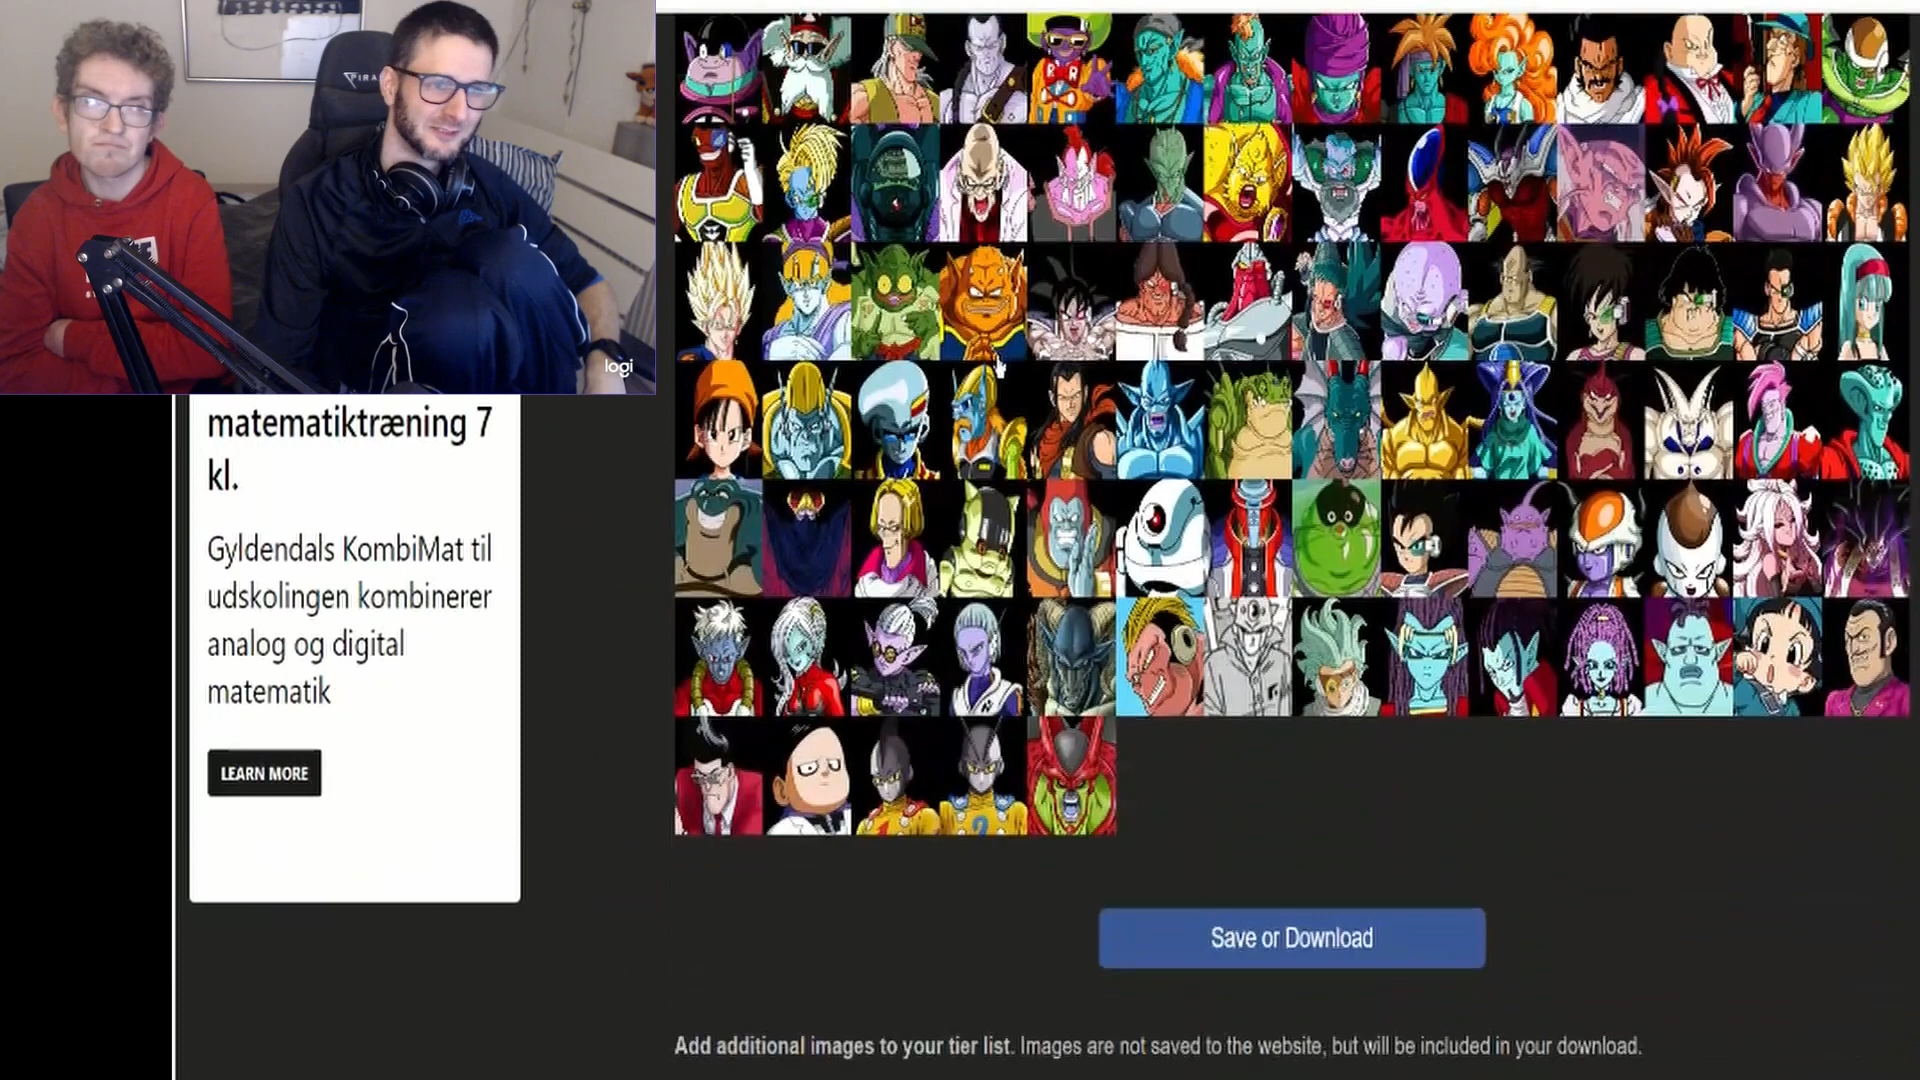 PIRA
logi
matematiktræning 7
kl.
Gyldendals KombiMat til
udskolingen kombinerer
analog og digital
matematik
LEARN MORE
Save or Download
Add additional images to your tier list. Images are not saved to the website, but will be included in your download.